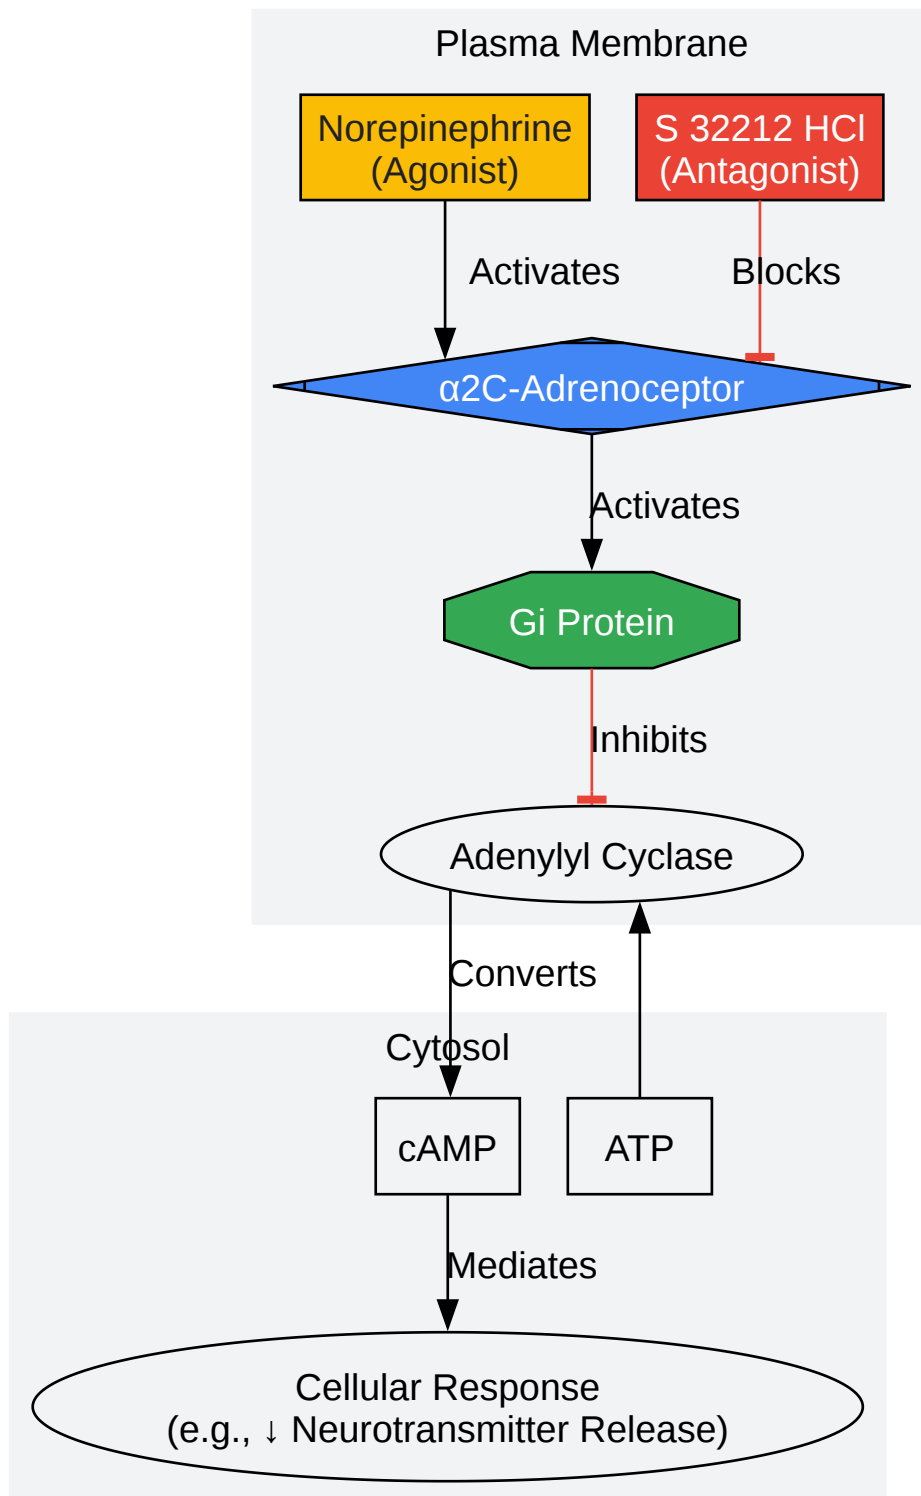 Plasma Membrane
Norepinephrine
(Agonist)
S 32212 HCl
(Antagonist)
Activates
Blocks
α2C-Adrenoceptor
Activates
Gi Protein
Inhibits
Adenylyl Cyclase
Converts
Cytosol
cAMP
ATP
Mediates
Cellular Response
(e.g., ↓ Neurotransmitter Release)